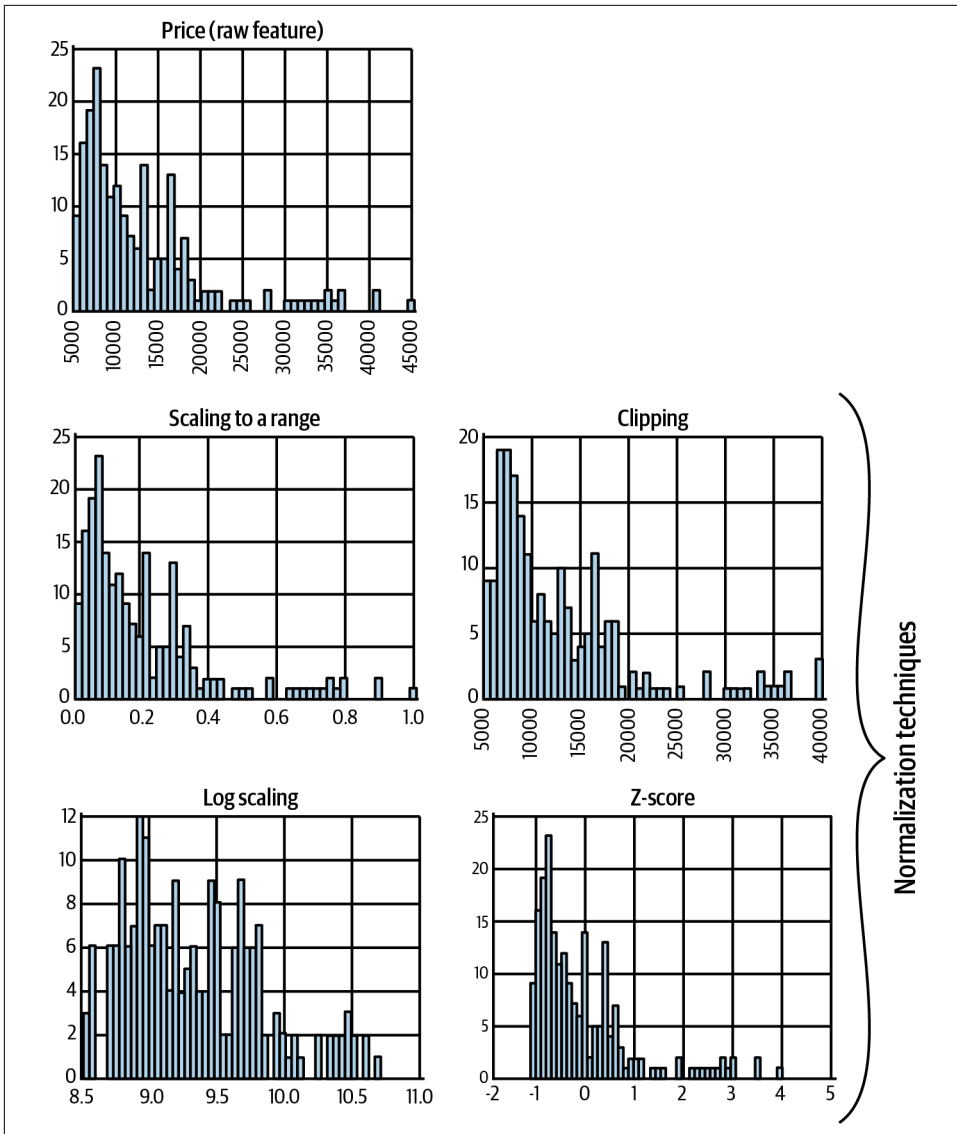 Price (raw feature)
25
20
15
10
5
0
5000 10000 15000 20000 25000 30000 35000 40000 45000
Scaling to a range
25
20
15
10
5
0
0.0 0.2 0.4 0.6 0.8 1.0
Clipping
20
15
10
5
0
5000 10000 15000 20000 25000 30000 35000 40000
Log scaling
12
10
8
6
4
2
0
8.5 9.0 9.5 10.0 10.5 11.0
Z-score
25
20
15
10
5
0
-2 -1 0 1 2 3 4 5
Normalization techniques